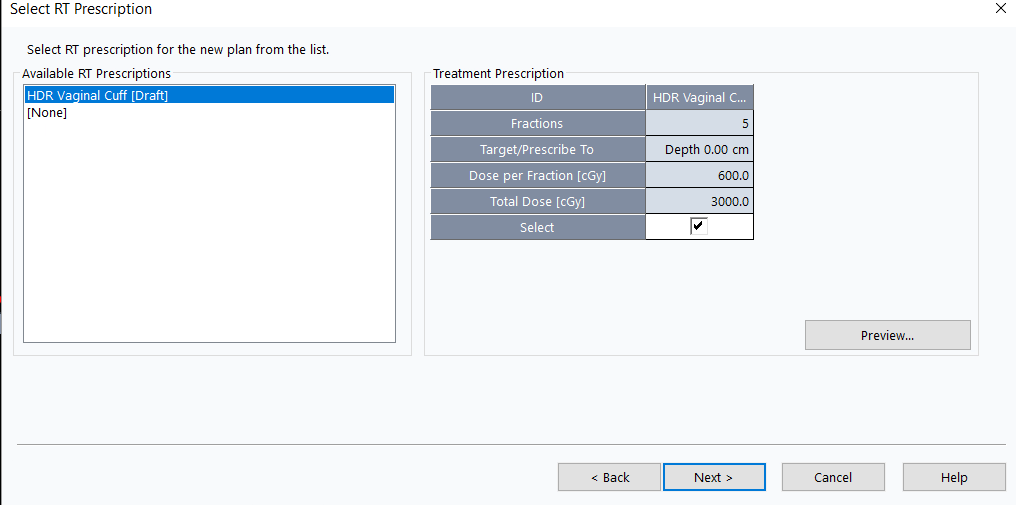 Select RT Prescription
Select RT prescription for the new plan from the list.
Available RT Prescriptions
HDR Vaginal Cuff [Draft]
[None]
Treatment Prescription
ID HDR Vaginal C...
Fractions 5
Target/Prescribe To Depth 0.00 cm
Dose per Fraction [cGy] 600.0
Total Dose [cGy] 3000.0
Select
Preview...
< Back Next > Cancel Help